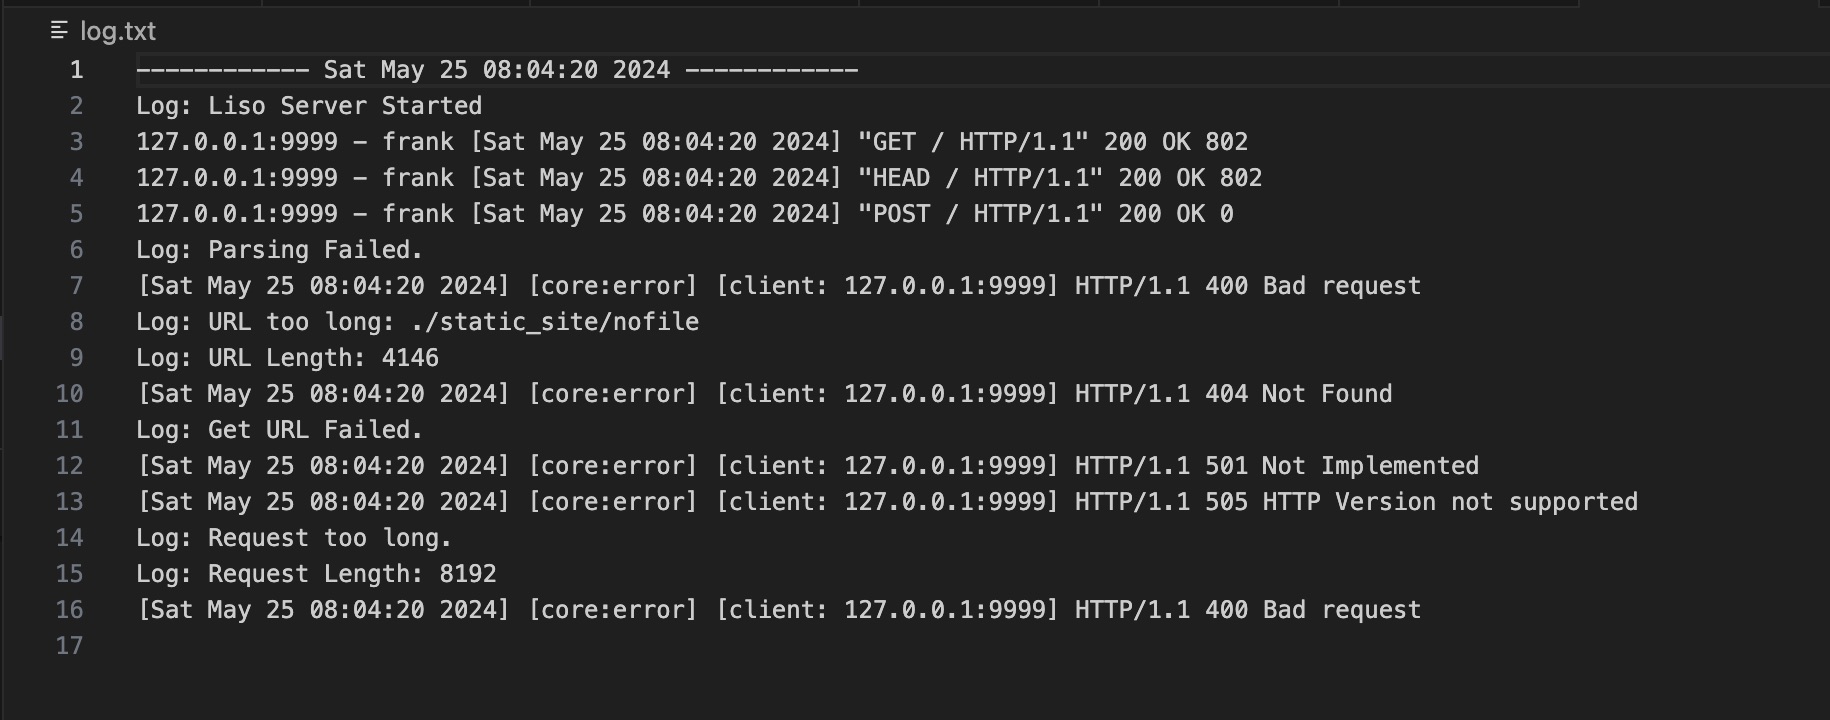 log.txt
1 ------------ Sat May 25 08:04:20 2024 ------------
2 Log: Liso Server Started
3 127.0.0.1:9999 - frank [Sat May 25 08:04:20 2024] "GET / HTTP/1.1" 200 OK 802
4 127.0.0.1:9999 - frank [Sat May 25 08:04:20 2024] "HEAD / HTTP/1.1" 200 OK 802
5 127.0.0.1:9999 - frank [Sat May 25 08:04:20 2024] "POST / HTTP/1.1" 200 OK 0
6 Log: Parsing Failed.
7 [Sat May 25 08:04:20 2024] [core:error] [client: 127.0.0.1:9999] HTTP/1.1 400 Bad request
8 Log: URL too long: ./static_site/nofile
9 Log: URL Length: 4146
10 [Sat May 25 08:04:20 2024] [core:error] [client: 127.0.0.1:9999] HTTP/1.1 404 Not Found
11 Log: Get URL Failed.
12 [Sat May 25 08:04:20 2024] [core:error] [client: 127.0.0.1:9999] HTTP/1.1 501 Not Implemented
13 [Sat May 25 08:04:20 2024] [core:error] [client: 127.0.0.1:9999] HTTP/1.1 505 HTTP Version not supported
14 Log: Request too long.
15 Log: Request Length: 8192
16 [Sat May 25 08:04:20 2024] [core:error] [client: 127.0.0.1:9999] HTTP/1.1 400 Bad request
17